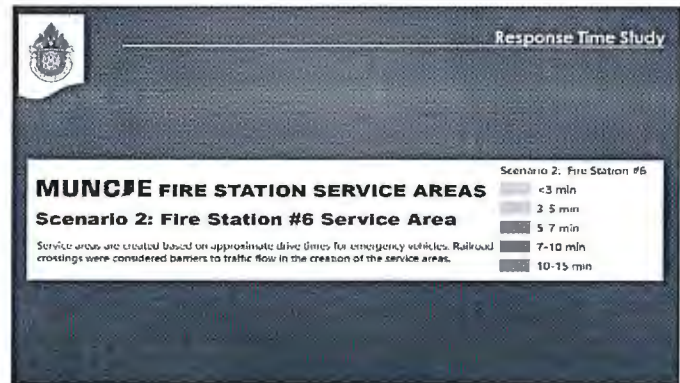 Response Time Study
MUNCIE FIRE STATION SERVICE AREAS
Scenario 2: Fire Station #6 Service Area
Service areas are created based on approximate drive times for emergency vehicles. Railroad
crossings were considered barriers to traffic flow in the creation of the service areas.
Scenario 2: Fire Station #6
<3 min
3-5 min
5-7 min
7-10 min
10-15 min